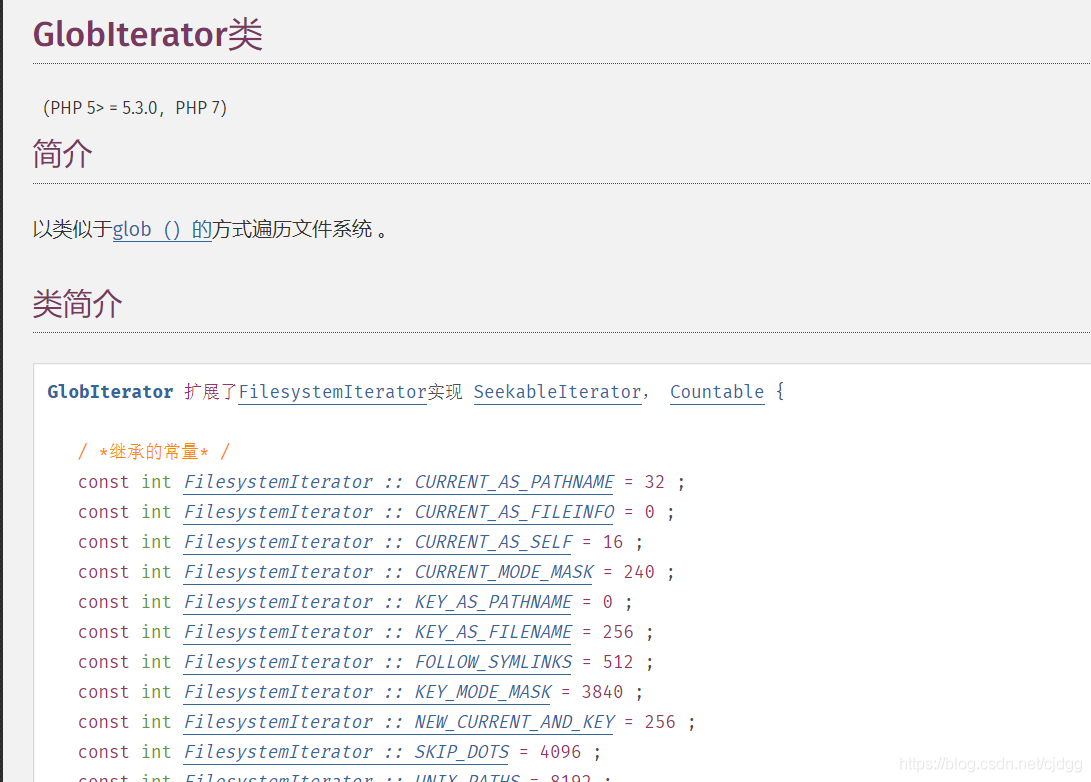 GlobIterator类
（PHP 5> = 5.3.0，PHP 7）
简介
以类似于glob（）的方式遍历文件系统 。
类简介
GlobIterator 扩展了FilesystemIterator实现 SeekableIterator， Countable {
/ *继承的常量* /
const int FilesystemIterator :: CURRENT_AS_PATHNAME = 32 ;
const int FilesystemIterator :: CURRENT_AS_FILEINFO = 0 ;
const int FilesystemIterator :: CURRENT_AS_SELF = 16 ;
const int FilesystemIterator :: CURRENT_MODE_MASK = 240 ;
const int FilesystemIterator :: KEY_AS_PATHNAME = 0 ;
const int FilesystemIterator :: KEY_AS_FILENAME = 256 ;
const int FilesystemIterator :: FOLLOW_SYMLINKS = 512 ;
const int FilesystemIterator :: KEY_MODE_MASK = 3840 ;
const int FilesystemIterator :: NEW_CURRENT_AND_KEY = 256 ;
const int FilesystemIterator :: SKIP_DOTS = 4096 ;
const int FilesystemIterator :: UNIX_PATHS = 8192 ;
https://blog.csdn.net/cjdgg